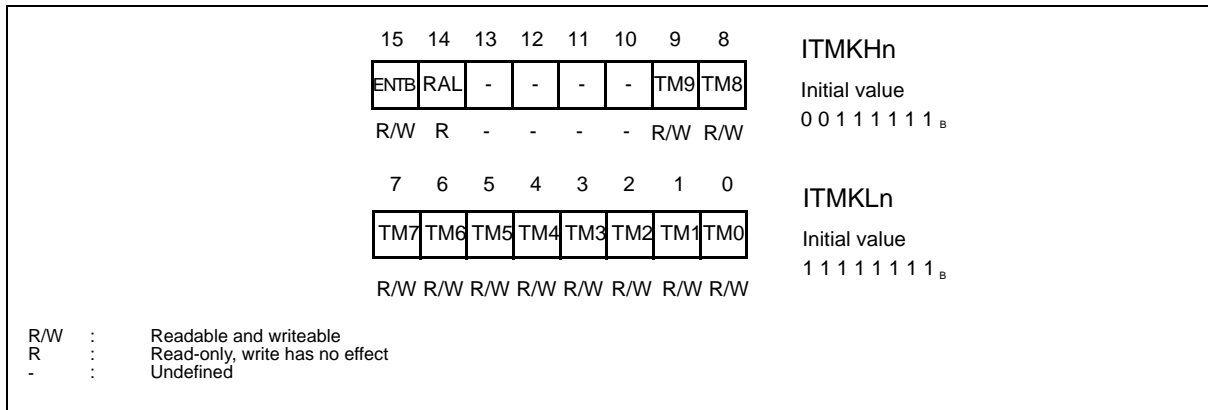 15 14 13 12 11 10 9 8
ITMKHn
ENTB RAL - - - - TM9 TM8
Initial value
R/W R - - - - R/W R/W
0 0 1 1 1 1 1 1 B
7 6 5 4 3 2 1 0
ITMKLn
TM7 TM6 TM5 TM4 TM3 TM2 TM1 TM0
Initial value
R/W R/W R/W R/W R/W R/W R/W R/W
1 1 1 1 1 1 1 1 B
R/W : Readable and writeable
R : Read-only, write has no effect
- : Undefined